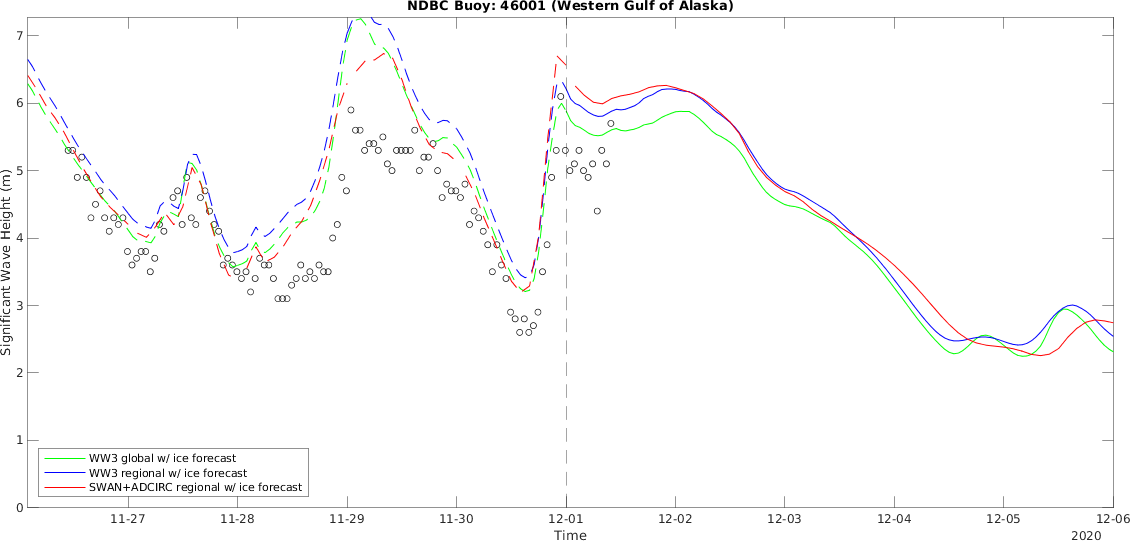 NDBC Buoy: 46001 (Western Gulf of Alaska)
Significant Wave Height (m)
7
6
5
4
3
2
1
0
WW3 global w/ ice forecast
WW3 regional w/ ice forecast
SWAN+ADCIRC regional w/ ice forecast
11-27 11-28 11-29 11-30 12-01 12-02 12-03 12-04 12-05 12-06
Time
2020